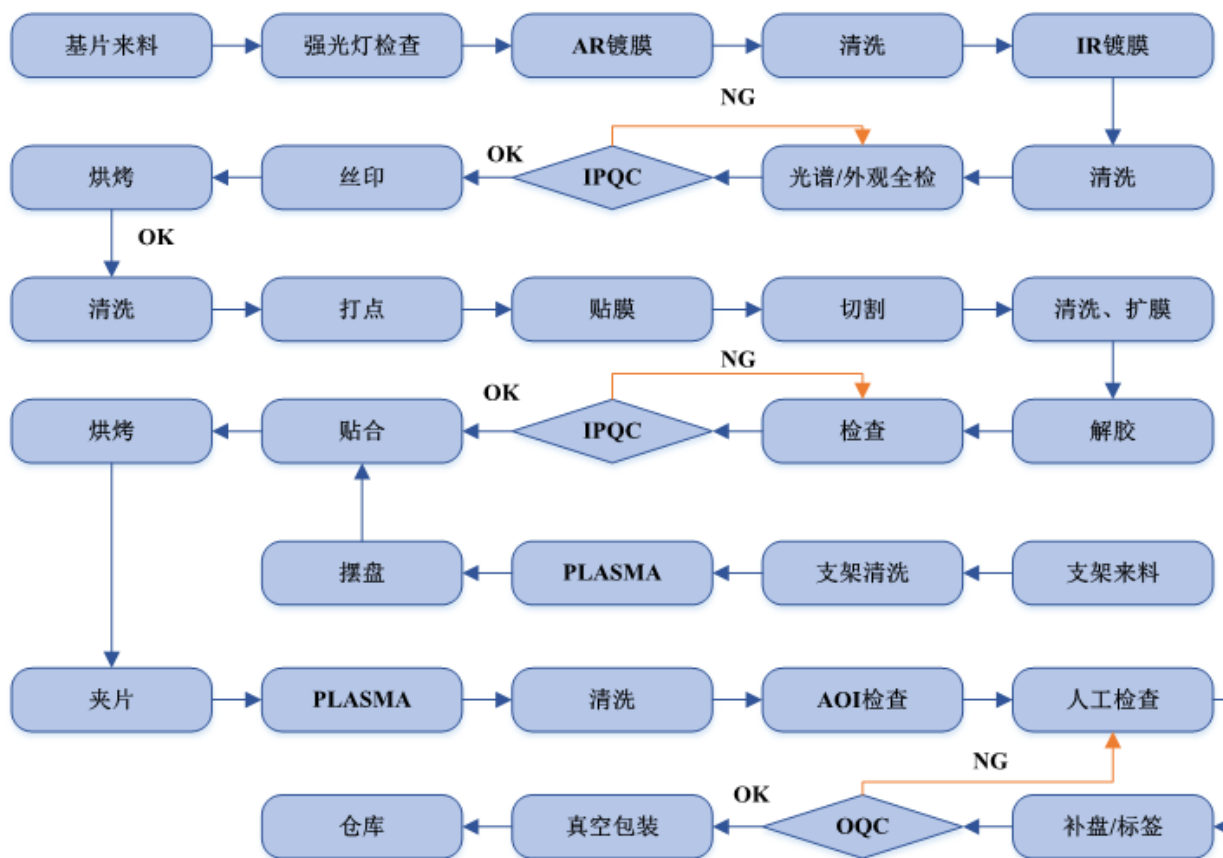 基片来料
强光灯检查
AR镀膜
清洗
IR镀膜
NG
烘烤
丝印
OK
IPQC
光谱/外观全检
清洗
OK
清洗
打点
贴膜
切割
清洗、扩膜
NG
烘烤
贴合
OK
IPQC
检查
解胶
摆盘
PLASMA
支架清洗
支架来料
夹片
PLASMA
清洗
AOI检查
人工检查
NG
仓库
真空包装
OK
OQC
补盘/标签